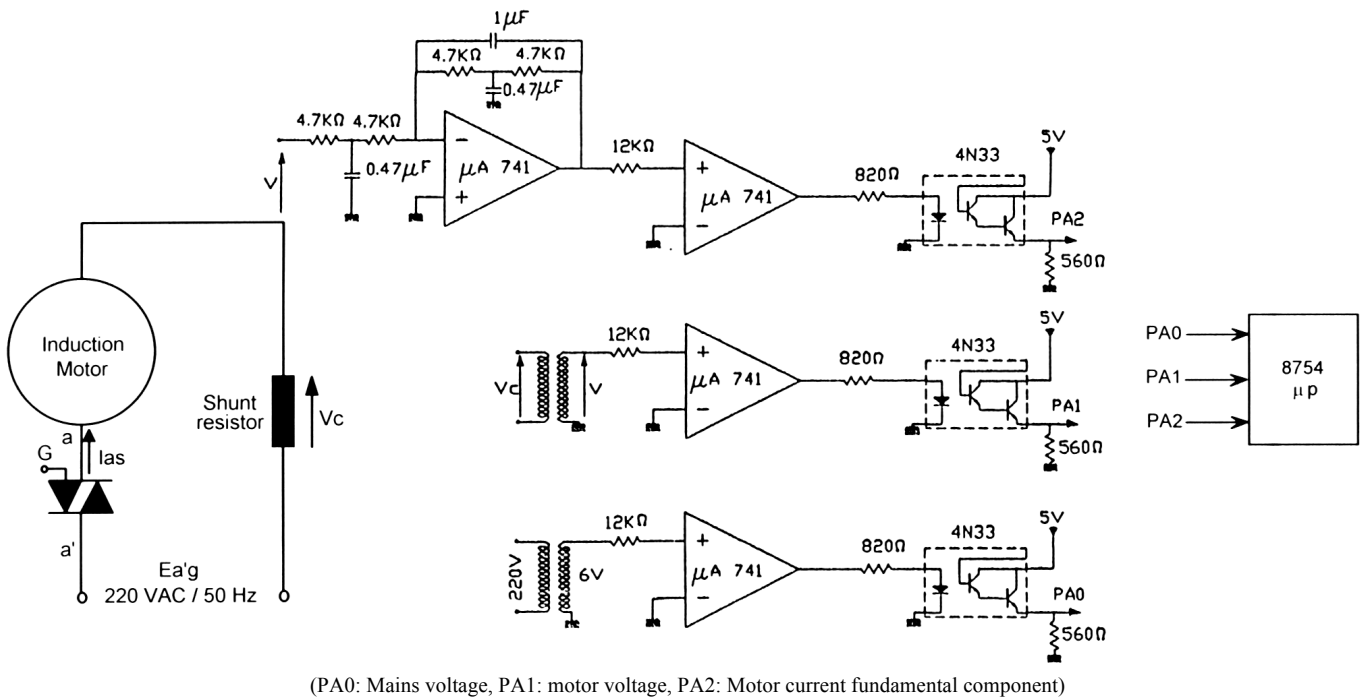 1µF
4.7KΩ 4.7KΩ
0.47µF
4.7KΩ 4.7KΩ
0.47µF
V
−
+
µA 741
12KΩ
+
−
µA 741
820Ω
4N33
5V
PA2
560Ω
Induction
Motor
a
G
Ias
a'
Ea'g
220 VAC / 50 Hz
Shunt
resistor
Vc
Vc
V
12KΩ
+
−
µA 741
820Ω
4N33
5V
PA1
560Ω
220V
6V
12KΩ
+
−
µA 741
820Ω
4N33
5V
PA0
560Ω
PA0
PA1
PA2
8754
µp
(PA0: Mains voltage, PA1: motor voltage, PA2: Motor current fundamental component)